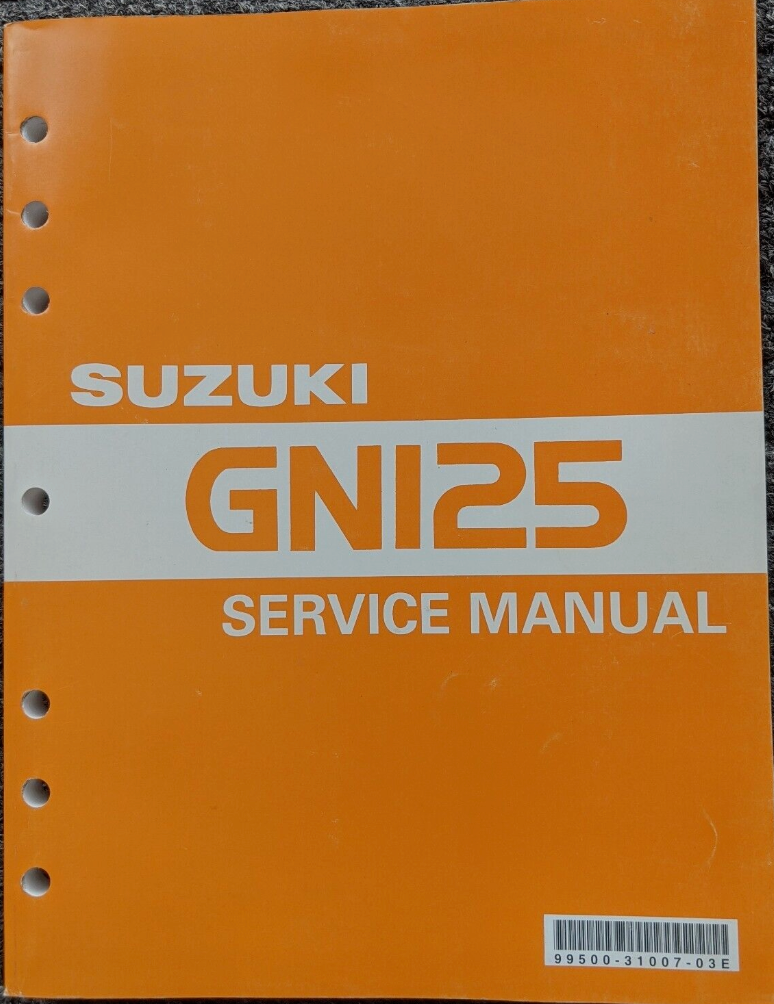 SUZUKI
GN125
SERVICE MANUAL
99500-31007-03E